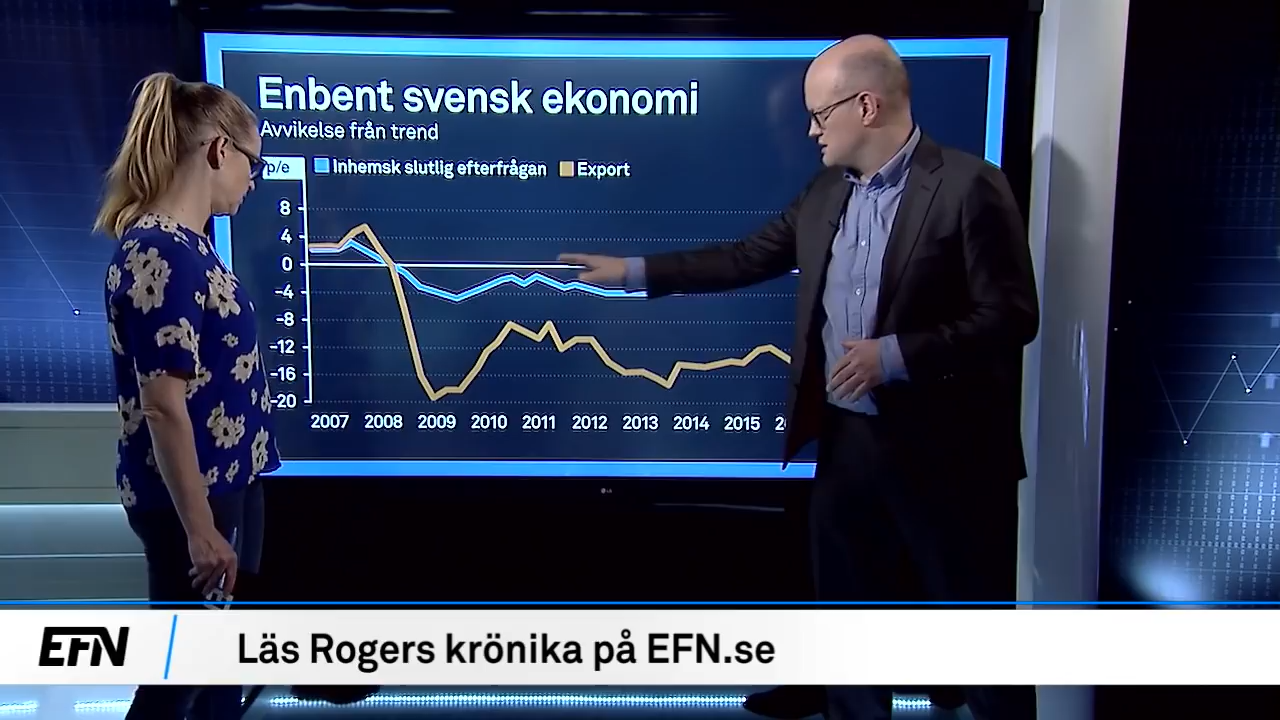 Enbent svensk ekonomi
Avvikelse från trend
p/e
Inhemsk slutlig efterfrågan
Export
8
4
0
-4
-8
-12
-16
-20
2007 2008 2009 2010 2011 2012 2013 2014 2015
LG
EFN
Läs Rogers krönika på EFN.se